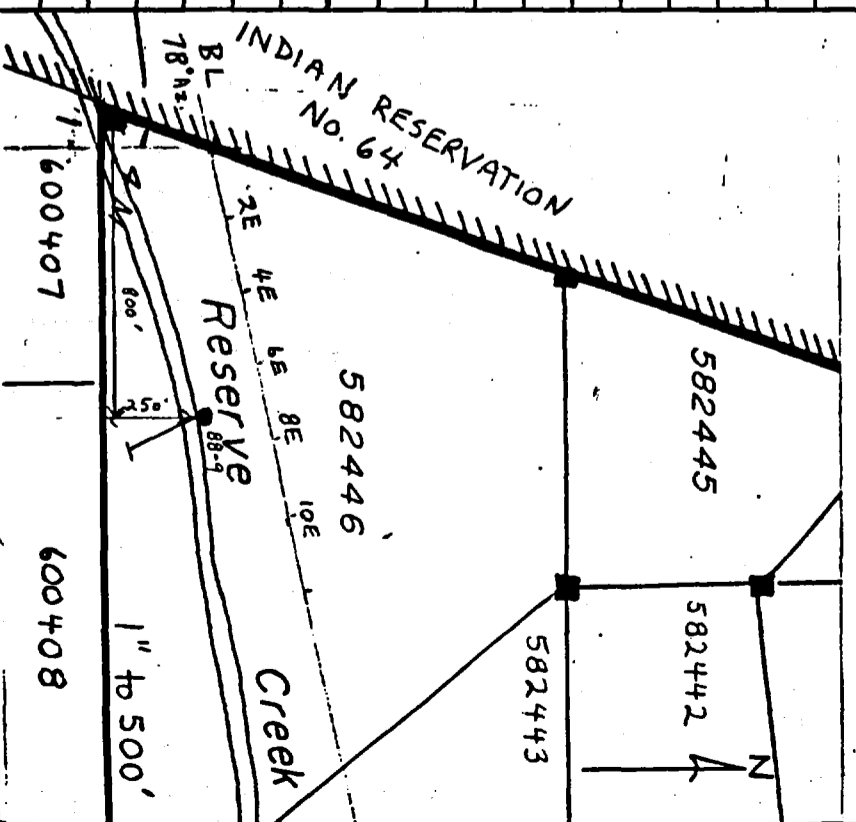 INDIAN RESERVATION
No. 64
BL
78° Az.
2E
4E
6E
8E
10E
582445
582446
582442
582443
N
Reserve
Creek
88-9
800'
250'
600407
600408
1" to 500'